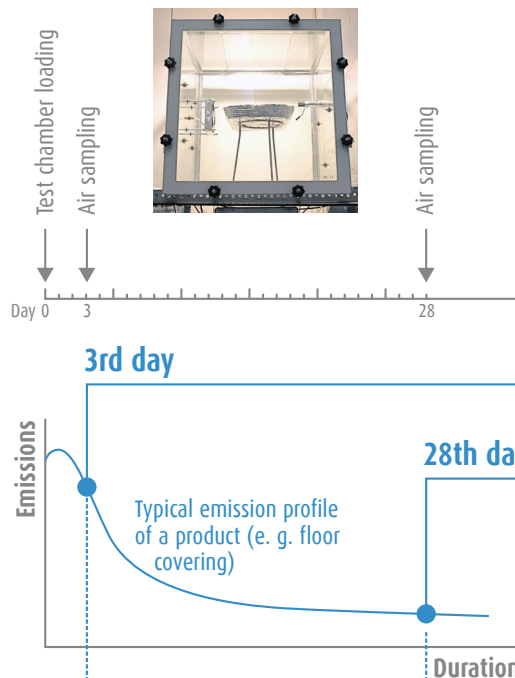 Test chamber loading
Air sampling
Air sampling
Day 0
3
28
3rd day
28th da
Emissions
Typical emission profile
of a product (e. g. floor
covering)
Duration